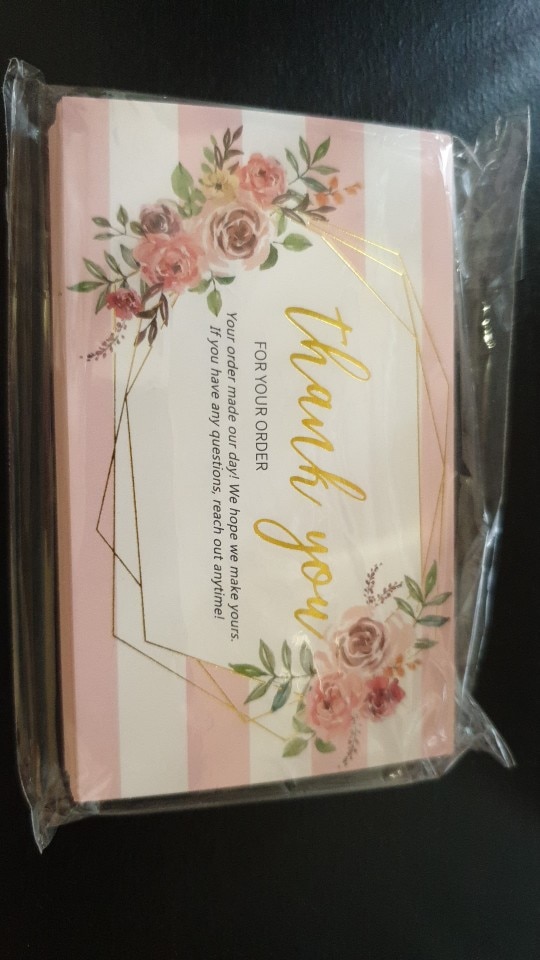 thank you
FOR YOUR ORDER
Your order made our day! We hope we make yours.
If you have any questions, reach out anytime!